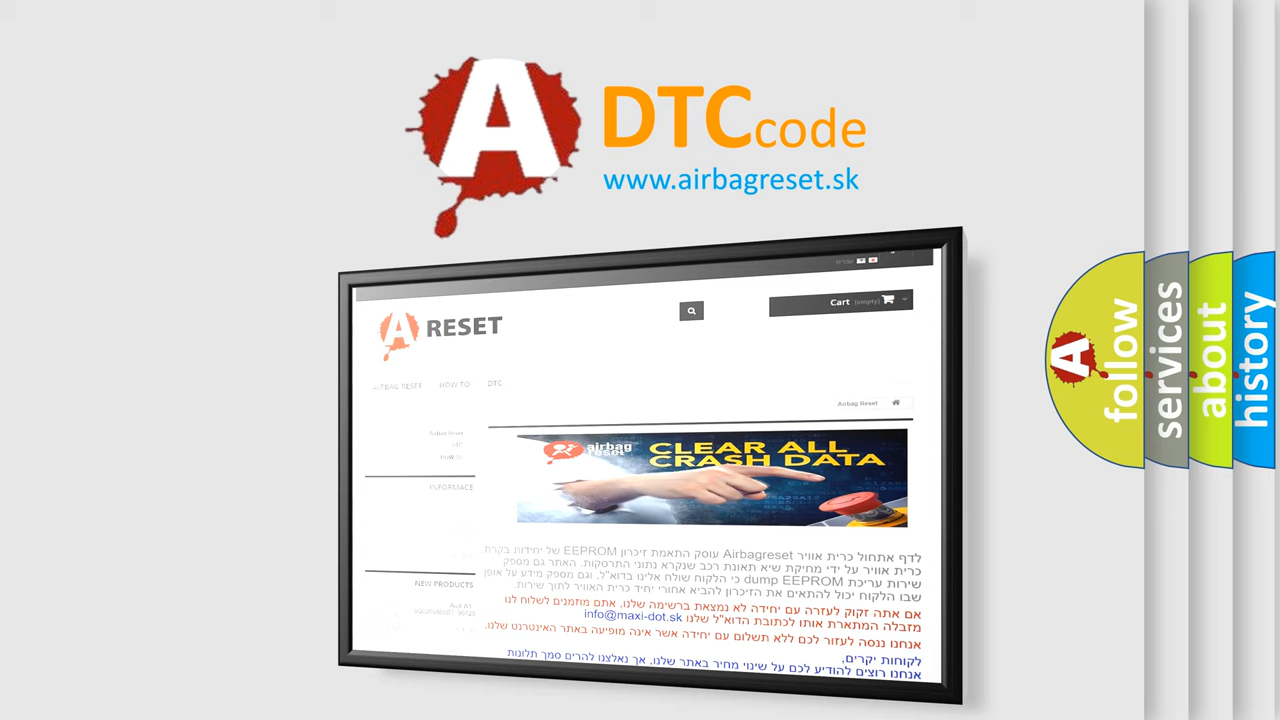 A DTC code
www.airbagreset.sk
עברית
Cart (empty)
A RESET
AIRBAG RESET HOW TO DTC
Airbag Reset
Airbag Reset
INFORMACE
NEW PRODUCTS
airbag reset
CLEAR ALL
CRASH DATA
לדף אתחול כרית אוויר Airbagreset עוסק התאמת זיכרון EEPROM של יחידות בקרת
כרית אוויר על ידי מחיקת שיא תאונת רכב שנקרא נתוני התרסקות. האתר גם מספק
שירות עריכת dump EEPROM כי הלקוח שולח אלינו בדוא"ל, וגם מספק מידע על אופן
שבו הלקוח יכול להתאים את הזיכרון להביא אחורי יחיד כרית האוויר לתוך שירות.
אם אתה זקוק לעזרה עם יחידה לא נמצאת ברשימה שלנו, אתם מוזמנים לשלוח לנו
מזבלה המתארת אותו לכתובת הדוא"ל שלנו info@maxi-dot.sk
אנחנו ננסה לעזור לכם ללא תשלום עם יחידה אשר אינה מופיעה באתר האינטרנט שלנו.
לקוחות יקרים,
אנחנו רוצים להודיע לכם על שינוי מחיר באתר שלנו, אך נאלצנו להרים סמך תלונות
A follow
services
about
history